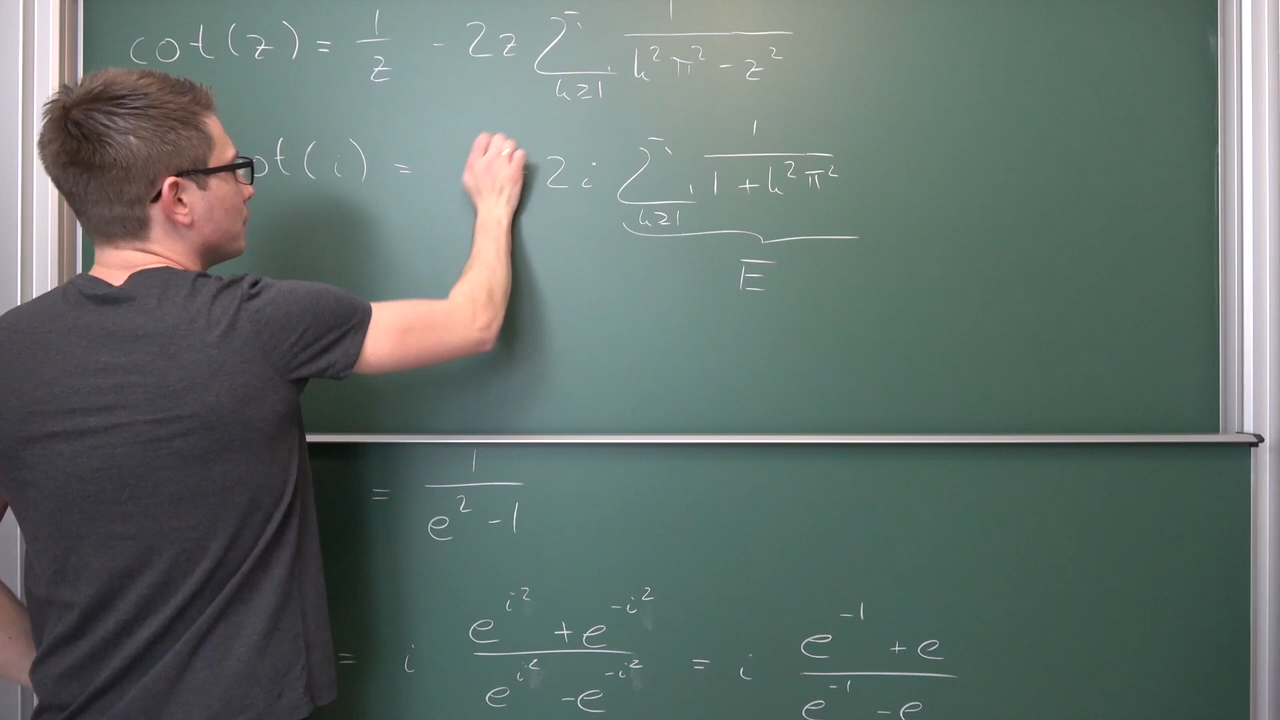 cot(z) = 1/z - 2z ∑_{k≥1} 1/(k²π² - z²)
ot(i) = - 2i ∑_{k≥1} 1/(1 + k²π²)
E
= 1/(e² - 1)
= i (e^{i²} + e^{-i²})/(e^{i²} - e^{-i²}) = i (e^{-1} + e)/(e^{-1} - e)